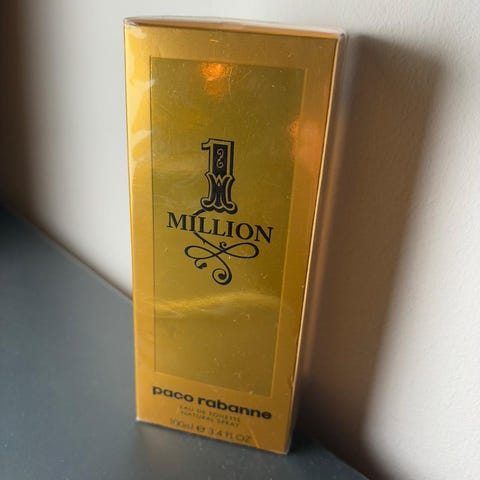 1
MILLION
paco rabanne
EAU DE TOILETTE
NATURAL SPRAY
100ml ℮ 3.4 FL OZ